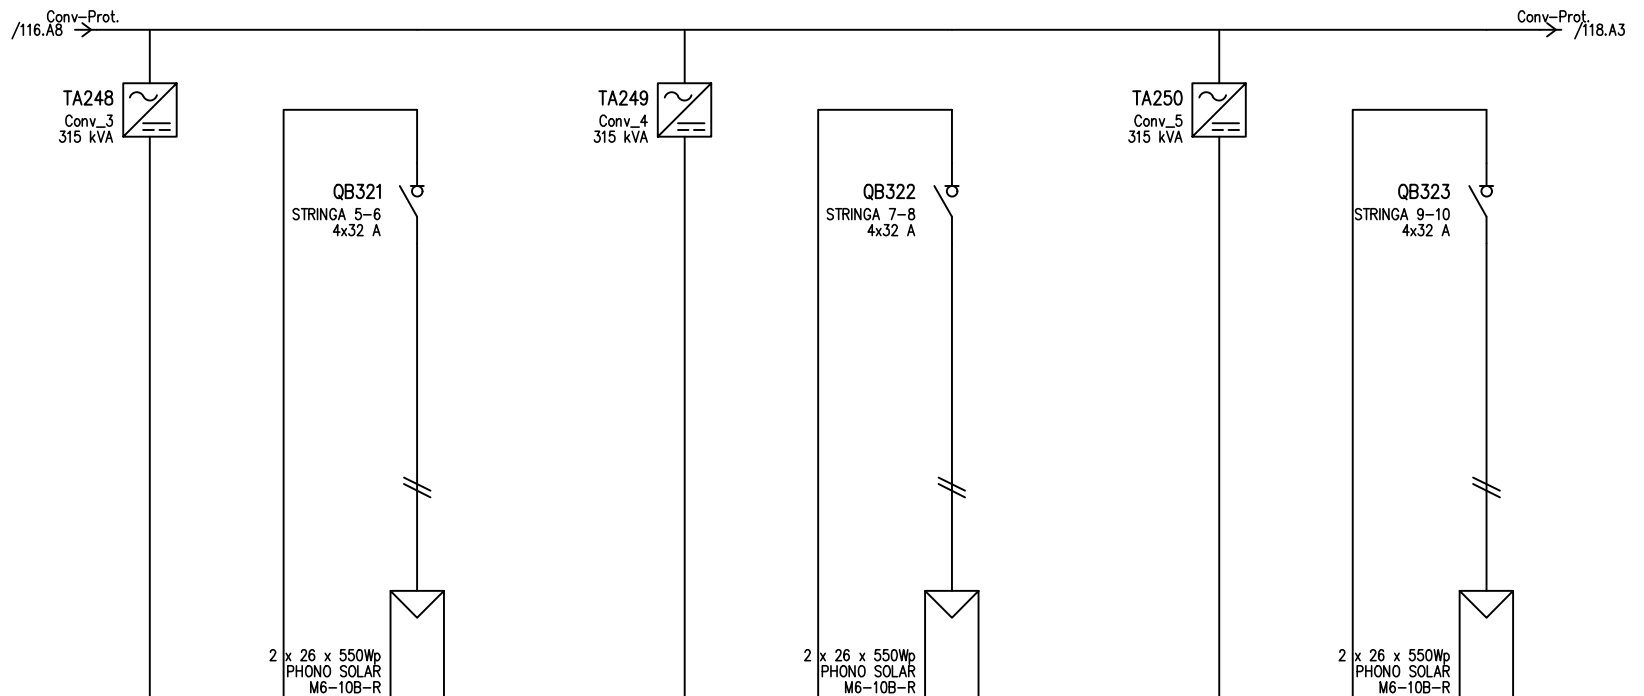 Conv-Prot.
/116.A8
Conv-Prot.
/118.A3
TA248
Conv_3
315 kVA
TA249
Conv_4
315 kVA
TA250
Conv_5
315 kVA
QB321
STRINGA 5-6
4x32 A
QB322
STRINGA 7-8
4x32 A
QB323
STRINGA 9-10
4x32 A
2 x 26 x 550Wp
PHONO SOLAR
M6-10B-R
2 x 26 x 550Wp
PHONO SOLAR
M6-10B-R
2 x 26 x 550Wp
PHONO SOLAR
M6-10B-R